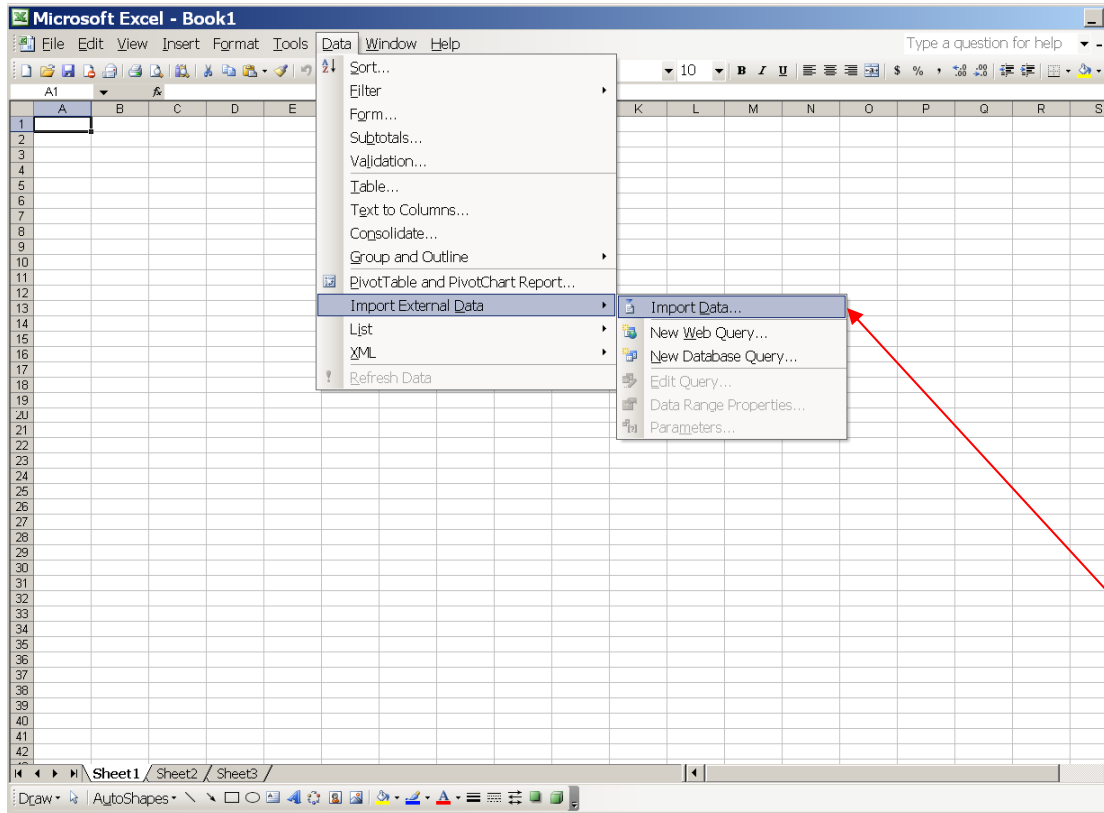 Microsoft Excel - Book1
File Edit View Insert Format Tools Data Window Help Type a question for help
10 B I U $ % ,
A1 fx
A B C D E K L M N O P Q R S
Sort...
Filter
Form...
Subtotals...
Validation...
Table...
Text to Columns...
Consolidate...
Group and Outline
PivotTable and PivotChart Report...
Import External Data
List
XML
Refresh Data
Import Data...
New Web Query...
New Database Query...
Edit Query...
Data Range Properties...
Parameters...
1
2
3
4
5
6
7
8
9
10
11
12
13
14
15
16
17
18
19
20
21
22
23
24
25
26
27
28
29
30
31
32
33
34
35
36
37
38
39
40
41
42
Sheet1 Sheet2 Sheet3
Draw AutoShapes A